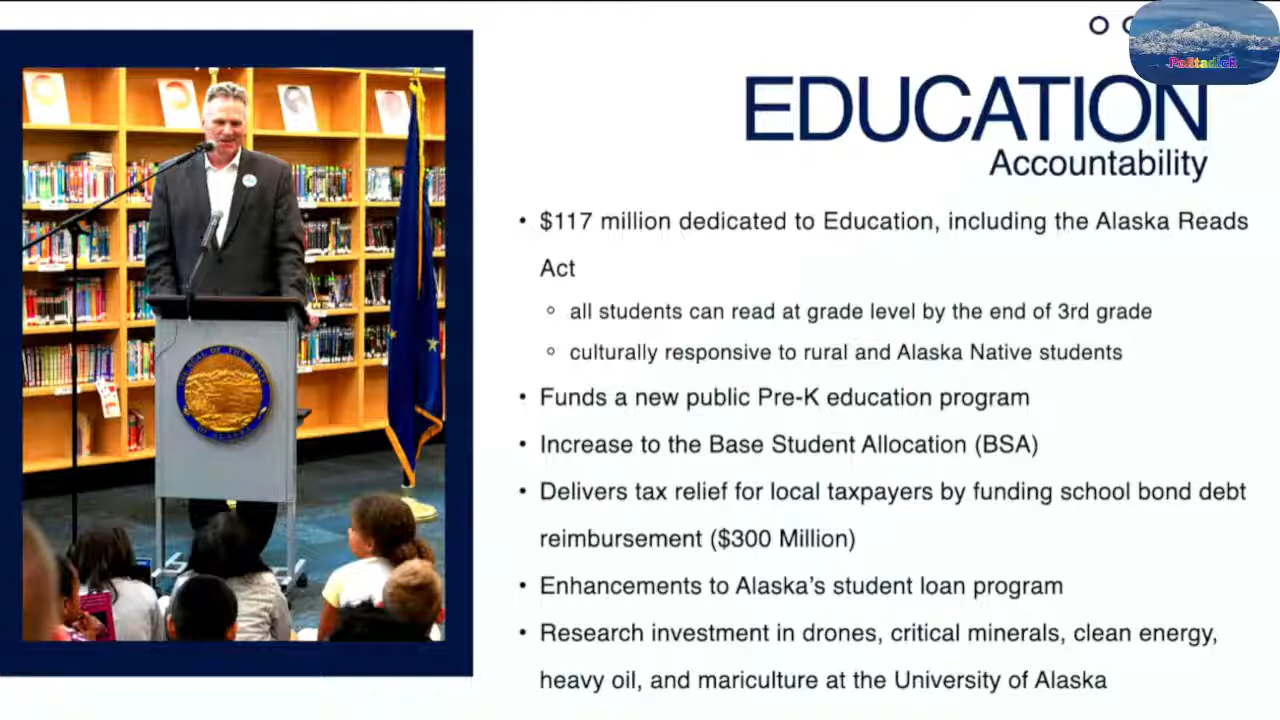 Politadick
EDUCATION
Accountability
• $117 million dedicated to Education, including the Alaska Reads
Act
◦ all students can read at grade level by the end of 3rd grade
◦ culturally responsive to rural and Alaska Native students
• Funds a new public Pre-K education program
• Increase to the Base Student Allocation (BSA)
• Delivers tax relief for local taxpayers by funding school bond debt
reimbursement ($300 Million)
• Enhancements to Alaska’s student loan program
• Research investment in drones, critical minerals, clean energy,
heavy oil, and mariculture at the University of Alaska